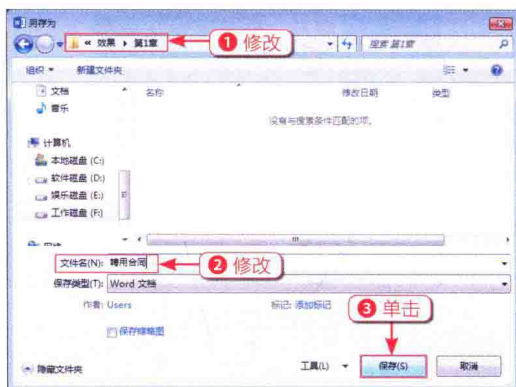 另存为
« 效果 ▸ 第1章 ❶ 修改 搜索 第1章
组织 ▾ 新建文件夹
文档 名称 修改日期 类型
音乐
没有与搜索条件匹配的项。
计算机
本地磁盘 (C:)
软件磁盘 (D:)
娱乐磁盘 (E:)
工作磁盘 (F:)
文件名(N): 聘用合同 ❷ 修改
保存类型(T): Word 文档
作者: Users 标记: 添加标记 ❸ 单击
保存缩略图
隐藏文件夹 工具(L) ▾ 保存(S) 取消